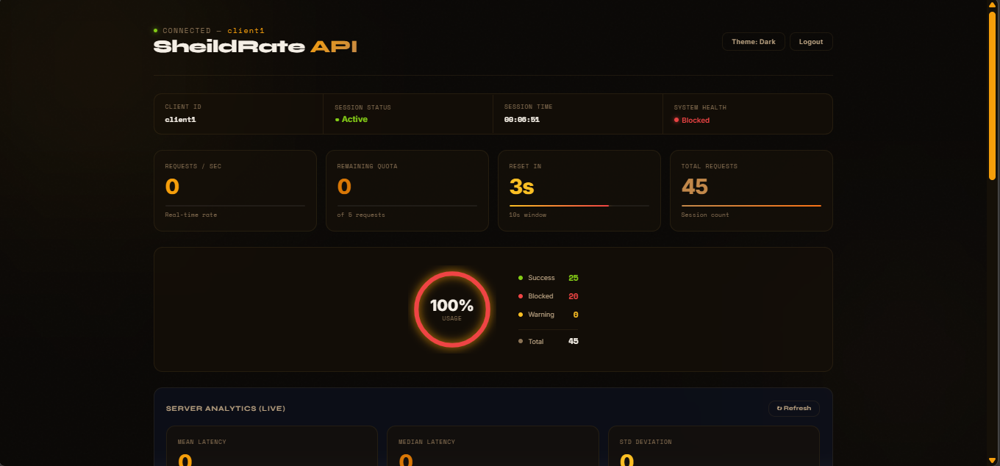 CONNECTED — client1
SheildRate API
Theme: Dark
Logout
CLIENT ID
client1
SESSION STATUS
Active
SESSION TIME
00:06:51
SYSTEM HEALTH
Blocked
REQUESTS / SEC
0
Real-time rate
REMAINING QUOTA
0
of 5 requests
RESET IN
3s
10s window
TOTAL REQUESTS
45
Session count
100%
USAGE
Success 25
Blocked 20
Warning 0
Total 45
SERVER ANALYTICS (LIVE)
↻ Refresh
MEAN LATENCY
0
MEDIAN LATENCY
0
STD DEVIATION
0